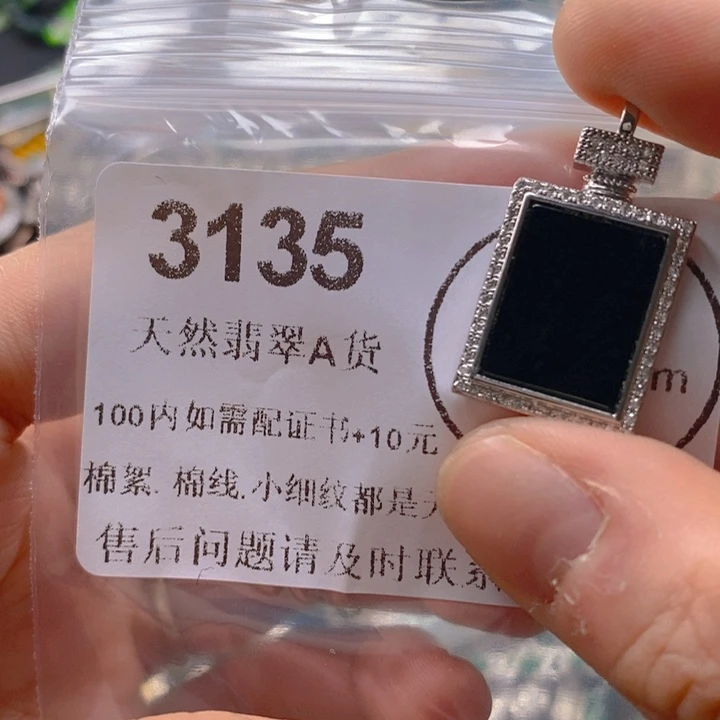 3135
天然翡翠A货
m
100内如需配证书+10元
棉絮. 棉线.小细纹都是
售后问题请及时联系